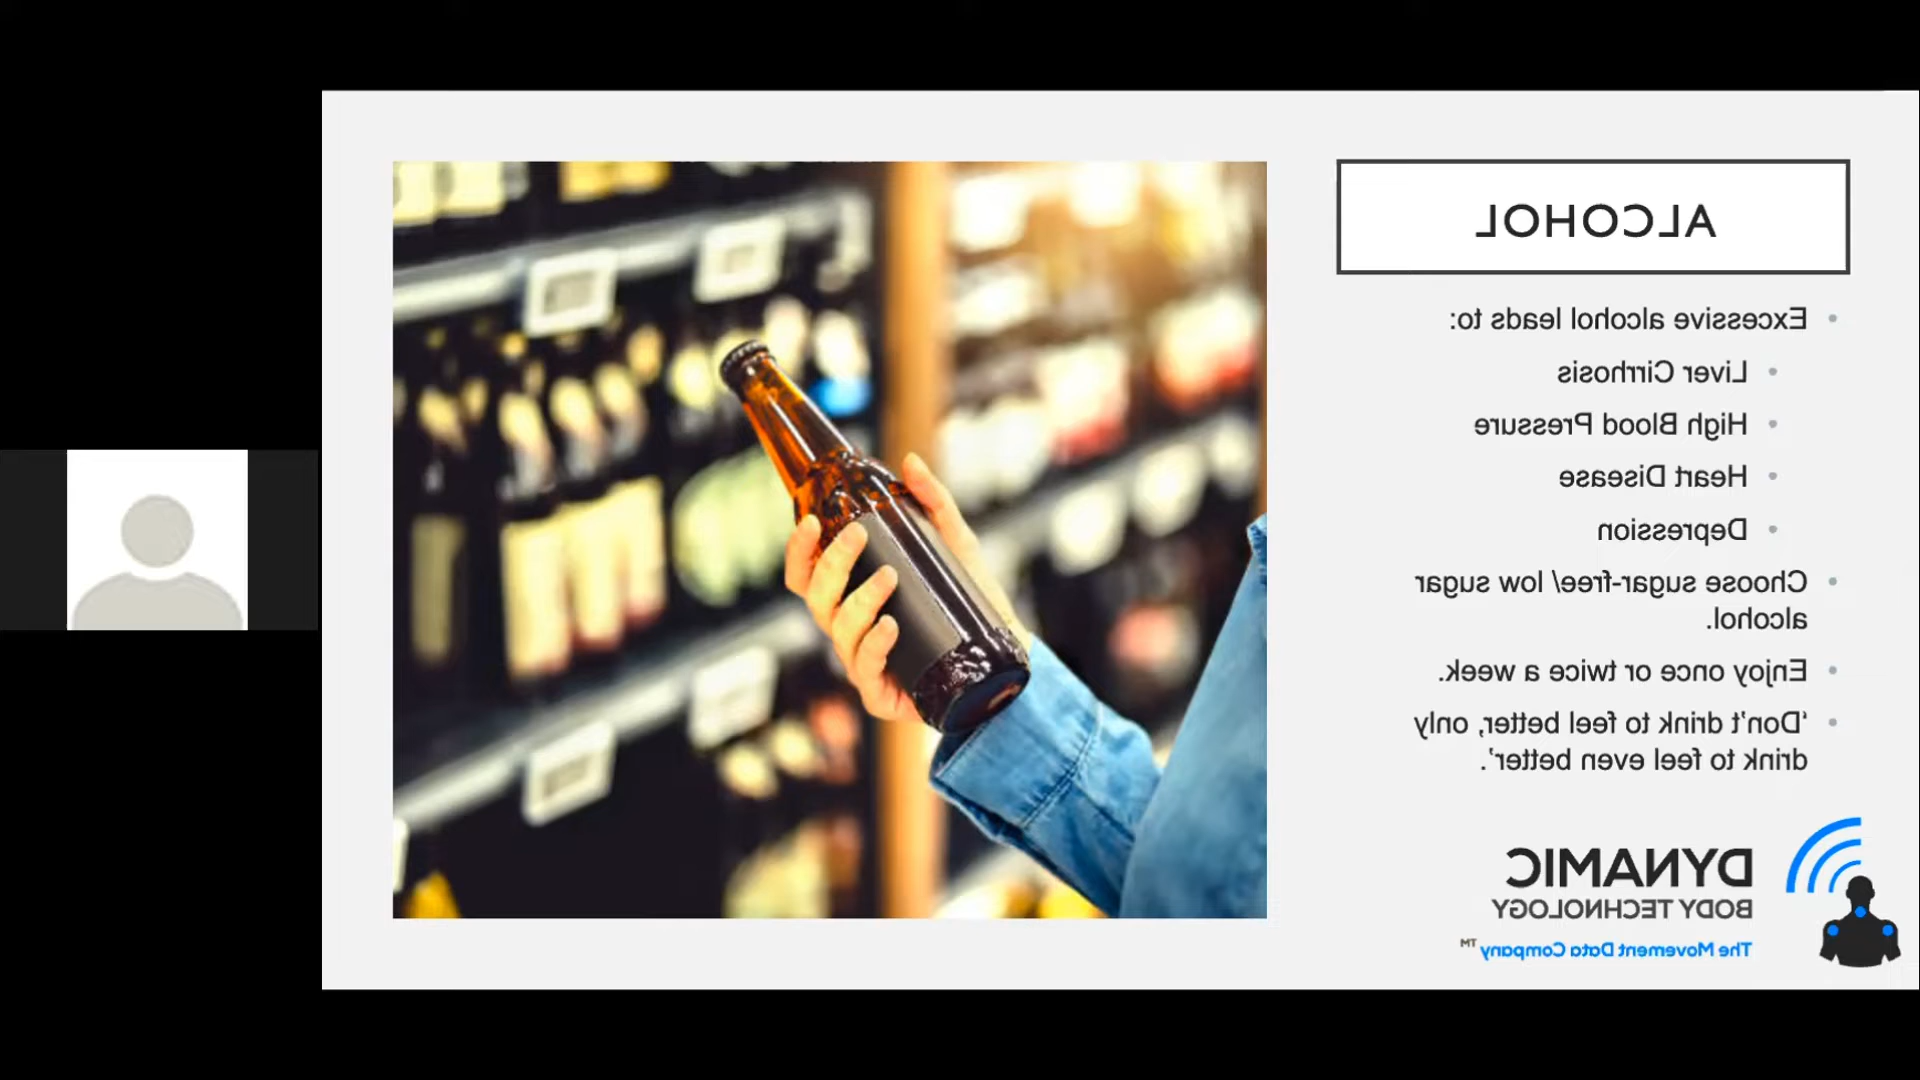 ALCOHOL
Excessive alcohol leads to:
Liver Cirrhosis
High Blood Pressure
Heart Disease
Depression
Choose sugar-free/ low sugar
alcohol.
Enjoy once or twice a week.
‘Don’t drink to feel better, only
drink to feel even better’.
DYNAMIC
BODY TECHNOLOGY
The Movement Data Company™